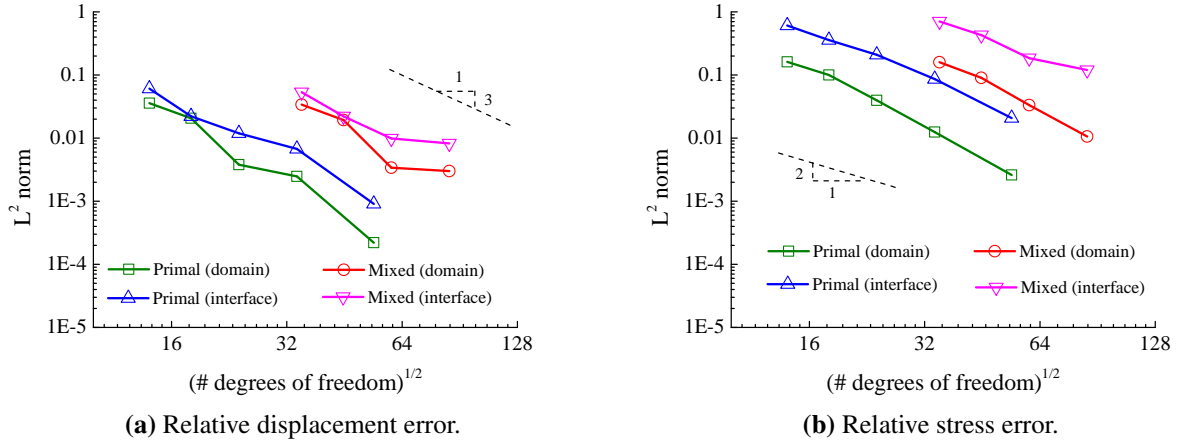 1
0.1
0.01
1E-3
1E-4
1E-5
L² norm
16
32
64
128
(# degrees of freedom)^1/2
1
3
Primal (domain)
Primal (interface)
Mixed (domain)
Mixed (interface)
(a) Relative displacement error.
1
0.1
0.01
1E-3
1E-4
1E-5
L² norm
16
32
64
128
(# degrees of freedom)^1/2
2
1
Primal (domain)
Primal (interface)
Mixed (domain)
Mixed (interface)
(b) Relative stress error.